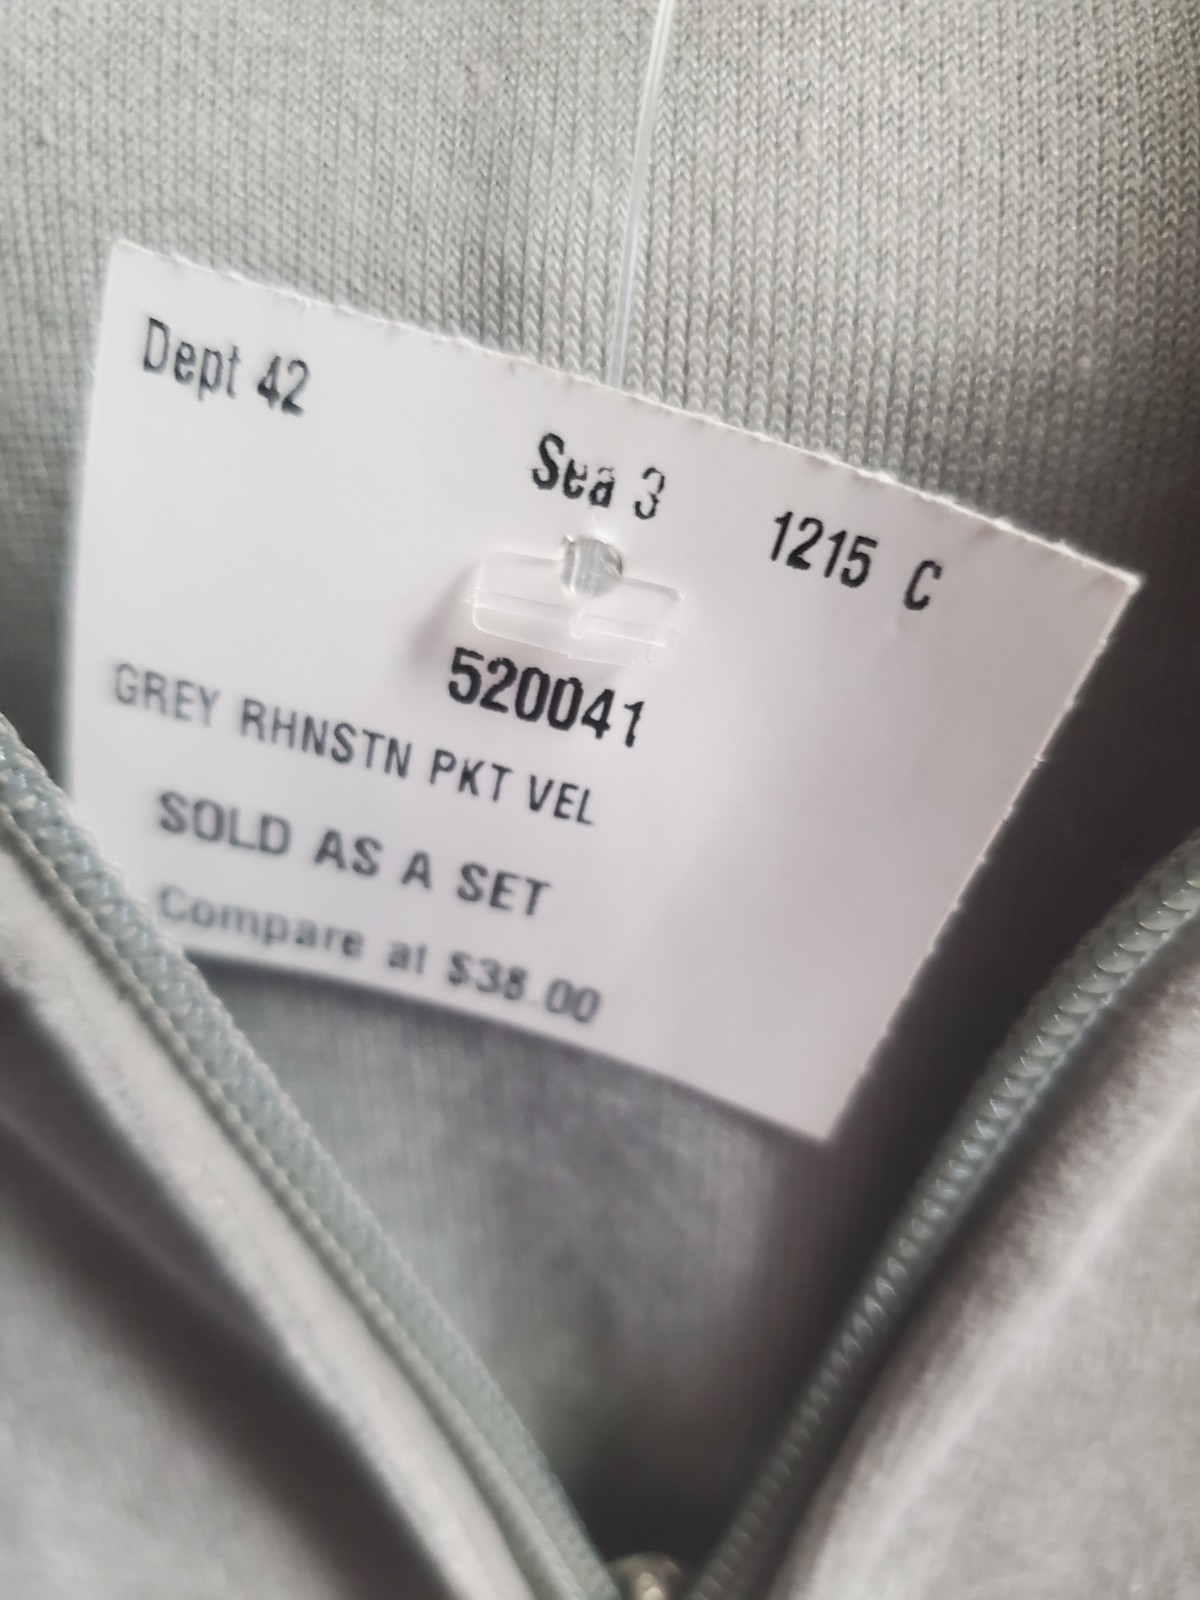 Dept 42
Sea 3
1215 C
520041
GREY RHNSTN PKT VEL
SOLD AS A SET
Compare at $38.00